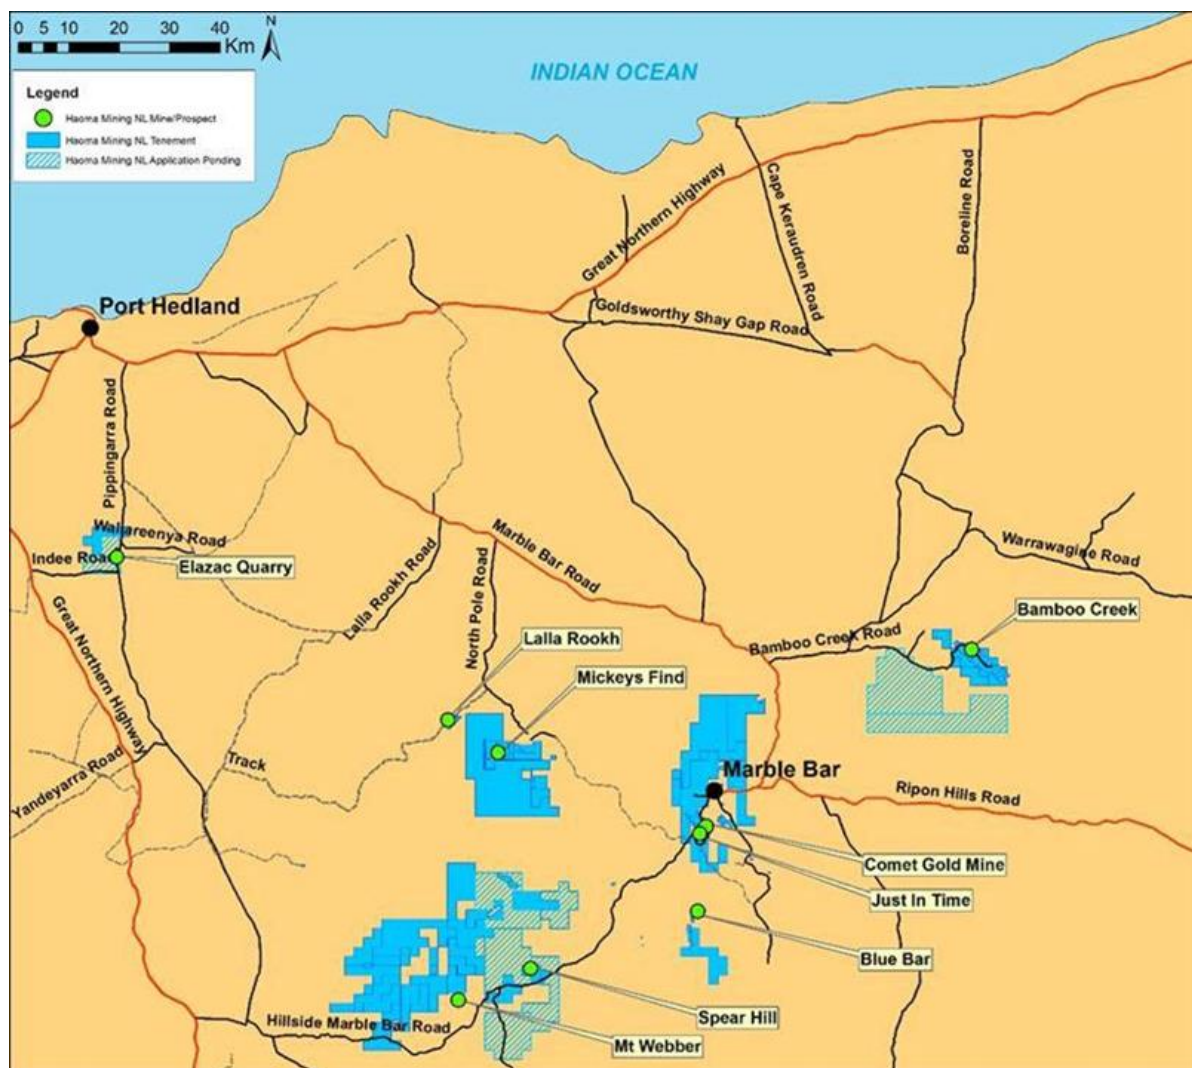 0 5 10 20 30 40 Km
N
INDIAN OCEAN
Legend
Haoma Mining NL Mine/Prospect
Haoma Mining NL Tenement
Haoma Mining NL Application Pending
Great Northern Highway
Cape Keraudren Road
Boreline Road
Port Hedland
Goldsworthy Shay Gap Road
Pippingarra Road
Wallareenya Road
Indee Road
Elazac Quarry
Marble Bar Road
Lalla Rookh Road
North Pole Road
Warrawagine Road
Bamboo Creek
Bamboo Creek Road
Lalla Rookh
Mickeys Find
Great Northern Highway
Yandeyarra Road
Track
Marble Bar
Ripon Hills Road
Comet Gold Mine
Just In Time
Blue Bar
Spear Hill
Hillside Marble Bar Road
Mt Webber